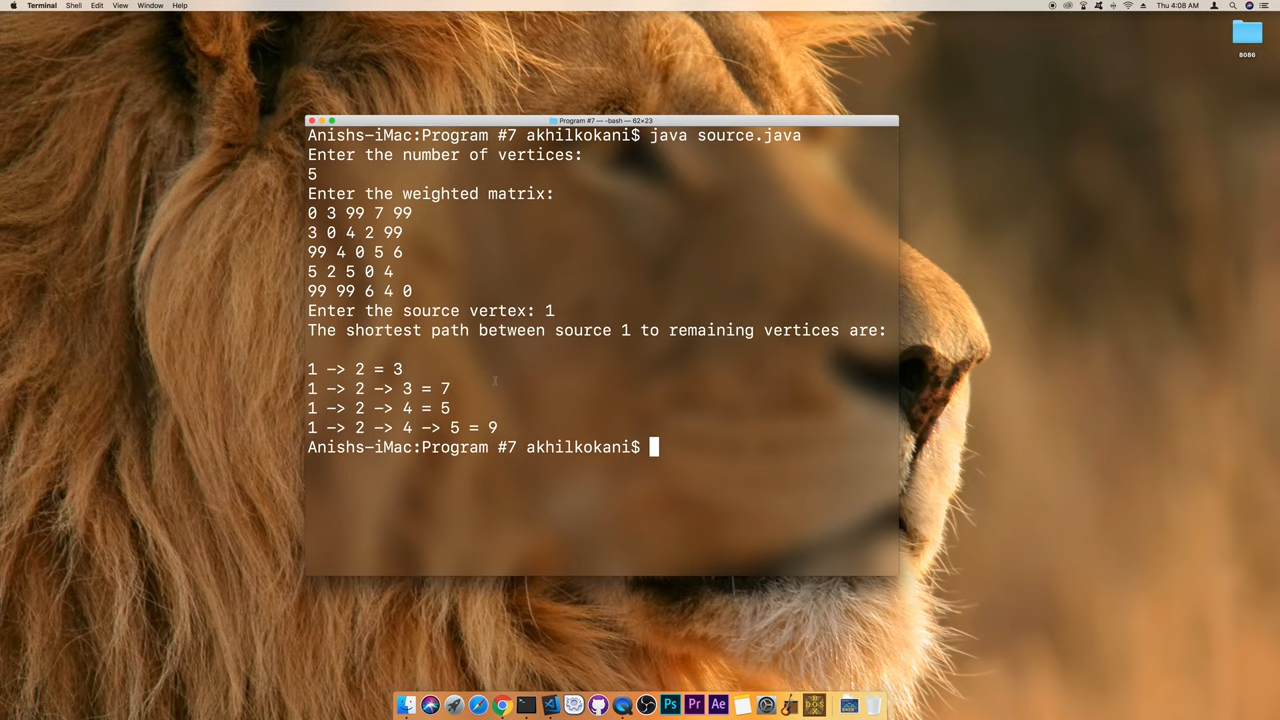 Terminal Shell Edit View Window Help Thu 4:08 AM
8086
Program #7 — -bash — 62×23
Anishs-iMac:Program #7 akhilkokani$ java source.java
Enter the number of vertices:
5
Enter the weighted matrix:
0 3 99 7 99
3 0 4 2 99
99 4 0 5 6
5 2 5 0 4
99 99 6 4 0
Enter the source vertex: 1
The shortest path between source 1 to remaining vertices are:
1 -> 2 = 3
1 -> 2 -> 3 = 7
1 -> 2 -> 4 = 5
1 -> 2 -> 4 -> 5 = 9
Anishs-iMac:Program #7 akhilkokani$
Ps Pr Ae DOS